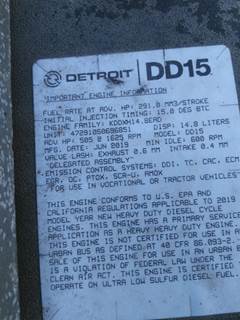 DETROIT DD15
IMPORTANT ENGINE INFORMATION
FUEL RATE AT ADV. HP: 291.0 MM3/STROKE
INITIAL INJECTION TIMING: 15.0 DEG BTC
ENGINE FAMILY: KDDXH14.8EAD DISP: 14.8 LITERS
UNIT: 472910S0686851 MODEL: DD15
ADV HP: 505 @ 1625 RPM MIN IDLE: 600 RPM
MFG. DATE: JUN 2019 INTAKE 0.4 MM
VALVE LASH: EXHAUST 0.6 MM
"DELEGATED ASSEMBLY."
EMISSION CONTROL SYSTEMS: DDI, TC, CAC, ECM
EGR, OC, PTOX, SCR-U, AMOX
FOR USE IN VOCATIONAL OR TRACTOR VEHICLES
THIS ENGINE CONFORMS TO U.S. EPA AND
CALIFORNIA REGULATIONS APPLICABLE TO 2019
MODEL YEAR NEW HEAVY DUTY DIESEL CYCLE
ENGINES. THIS ENGINE HAS A PRIMARY SERVICE
APPLICATION AS A HEAVY HEAVY DUTY ENGINE.
THIS ENGINE IS NOT CERTIFIED FOR USE IN
URBAN BUS AS DEFINED AT 40 CFR 86.093-2.
SALE OF THIS ENGINE FOR USE IN AN URBAN B
IS A VIOLATION OF FEDERAL LAW UNDER THE
CLEAN AIR ACT. THIS ENGINE IS CERTIFIED
OPERATE ON ULTRA LOW SULFUR DIESEL FUEL.